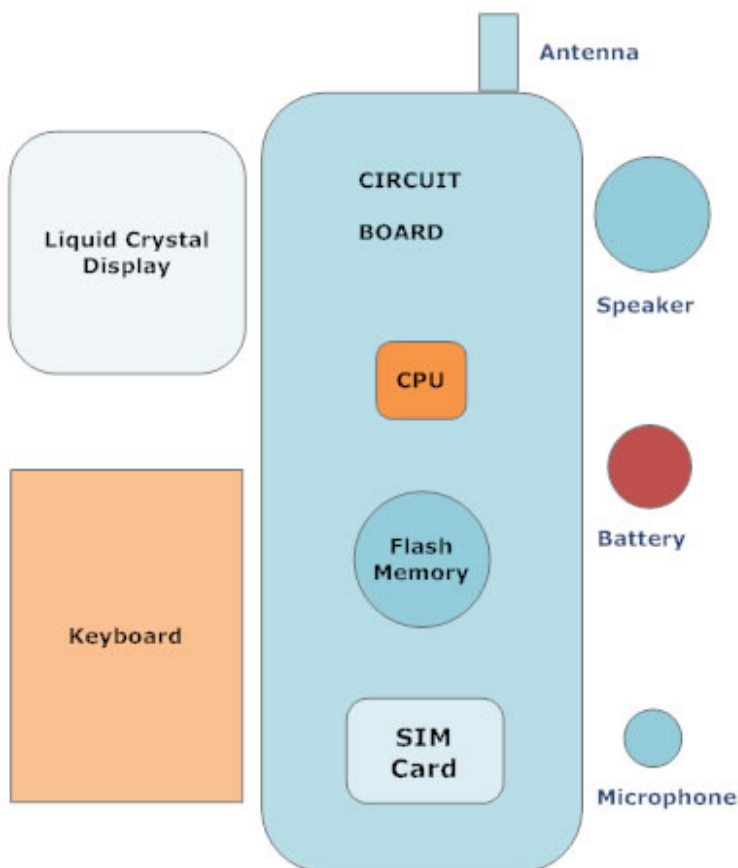 Antenna
CIRCUIT
BOARD
Liquid Crystal
Display
Speaker
CPU
Battery
Flash
Memory
Keyboard
SIM
Card
Microphone